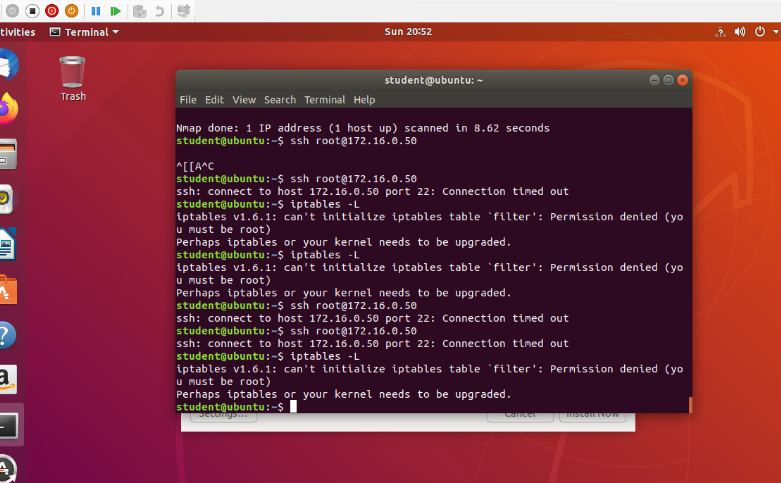 tivities
Terminal
Sun 20:52
Trash
student@ubuntu: ~
File Edit View Search Terminal Help
Nmap done: 1 IP address (1 host up) scanned in 8.62 seconds
student@ubuntu:~$ ssh root@172.16.0.50
^[[A^C
student@ubuntu:~$ ssh root@172.16.0.50
ssh: connect to host 172.16.0.50 port 22: Connection timed out
student@ubuntu:~$ iptables -L
iptables v1.6.1: can't initialize iptables table `filter': Permission denied (yo
u must be root)
Perhaps iptables or your kernel needs to be upgraded.
student@ubuntu:~$ iptables -L
iptables v1.6.1: can't initialize iptables table `filter': Permission denied (yo
u must be root)
Perhaps iptables or your kernel needs to be upgraded.
student@ubuntu:~$ ssh root@172.16.0.50
ssh: connect to host 172.16.0.50 port 22: Connection timed out
student@ubuntu:~$ ssh root@172.16.0.50
ssh: connect to host 172.16.0.50 port 22: Connection timed out
student@ubuntu:~$ iptables -L
iptables v1.6.1: can't initialize iptables table `filter': Permission denied (yo
u must be root)
Perhaps iptables or your kernel needs to be upgraded.
student@ubuntu:~$
Settings... Cancel Install Now